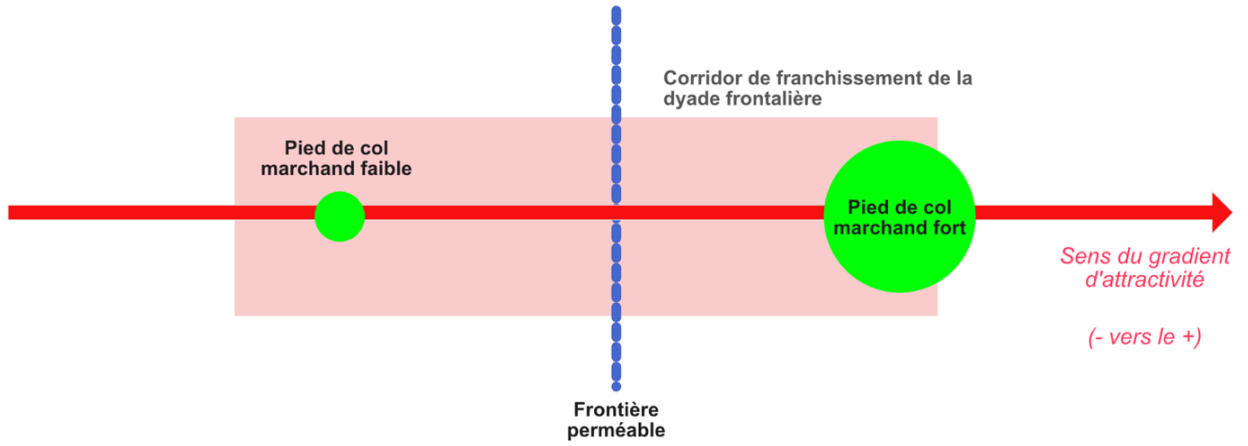 Corridor de franchissement de la
dyade frontalière
Pied de col
marchand faible
Pied de col
marchand fort
Sens du gradient
d'attractivité
(- vers le +)
Frontière
perméable